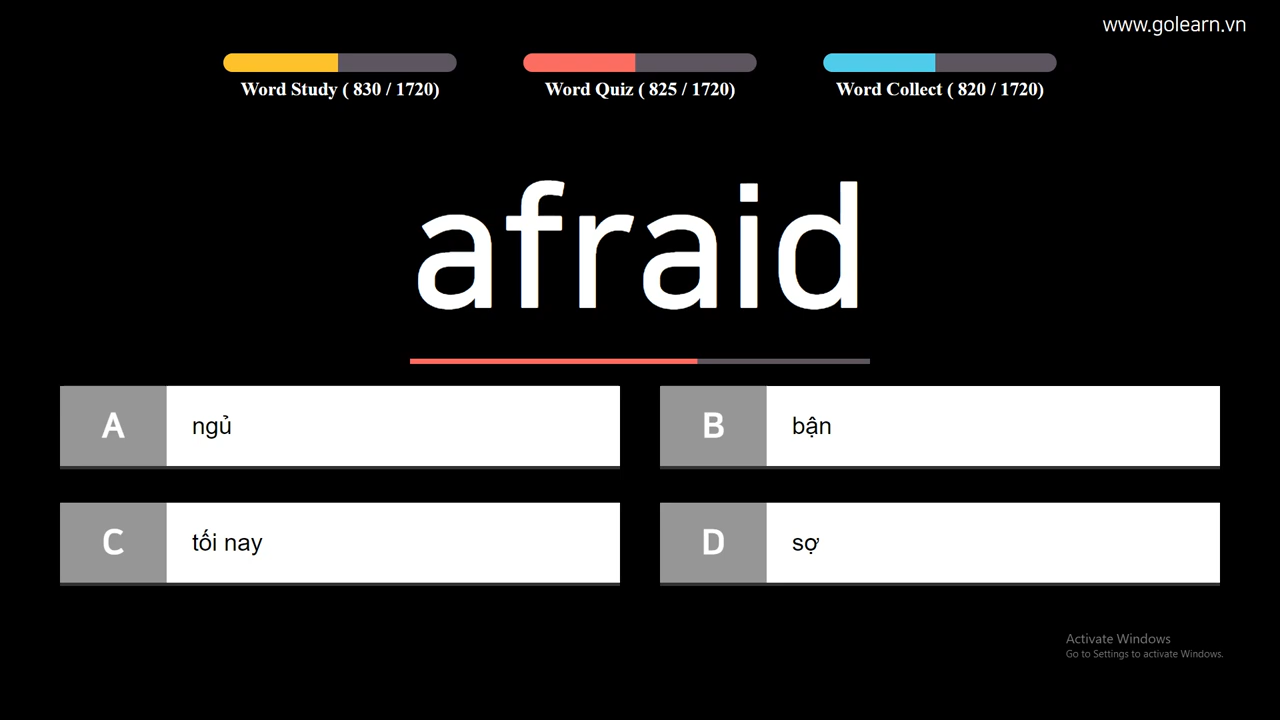 www.golearn.vn
Word Study ( 830 / 1720)
Word Quiz ( 825 / 1720)
Word Collect ( 820 / 1720)
afraid
A ngủ
B bận
C tối nay
D sợ
Activate Windows
Go to Settings to activate Windows.